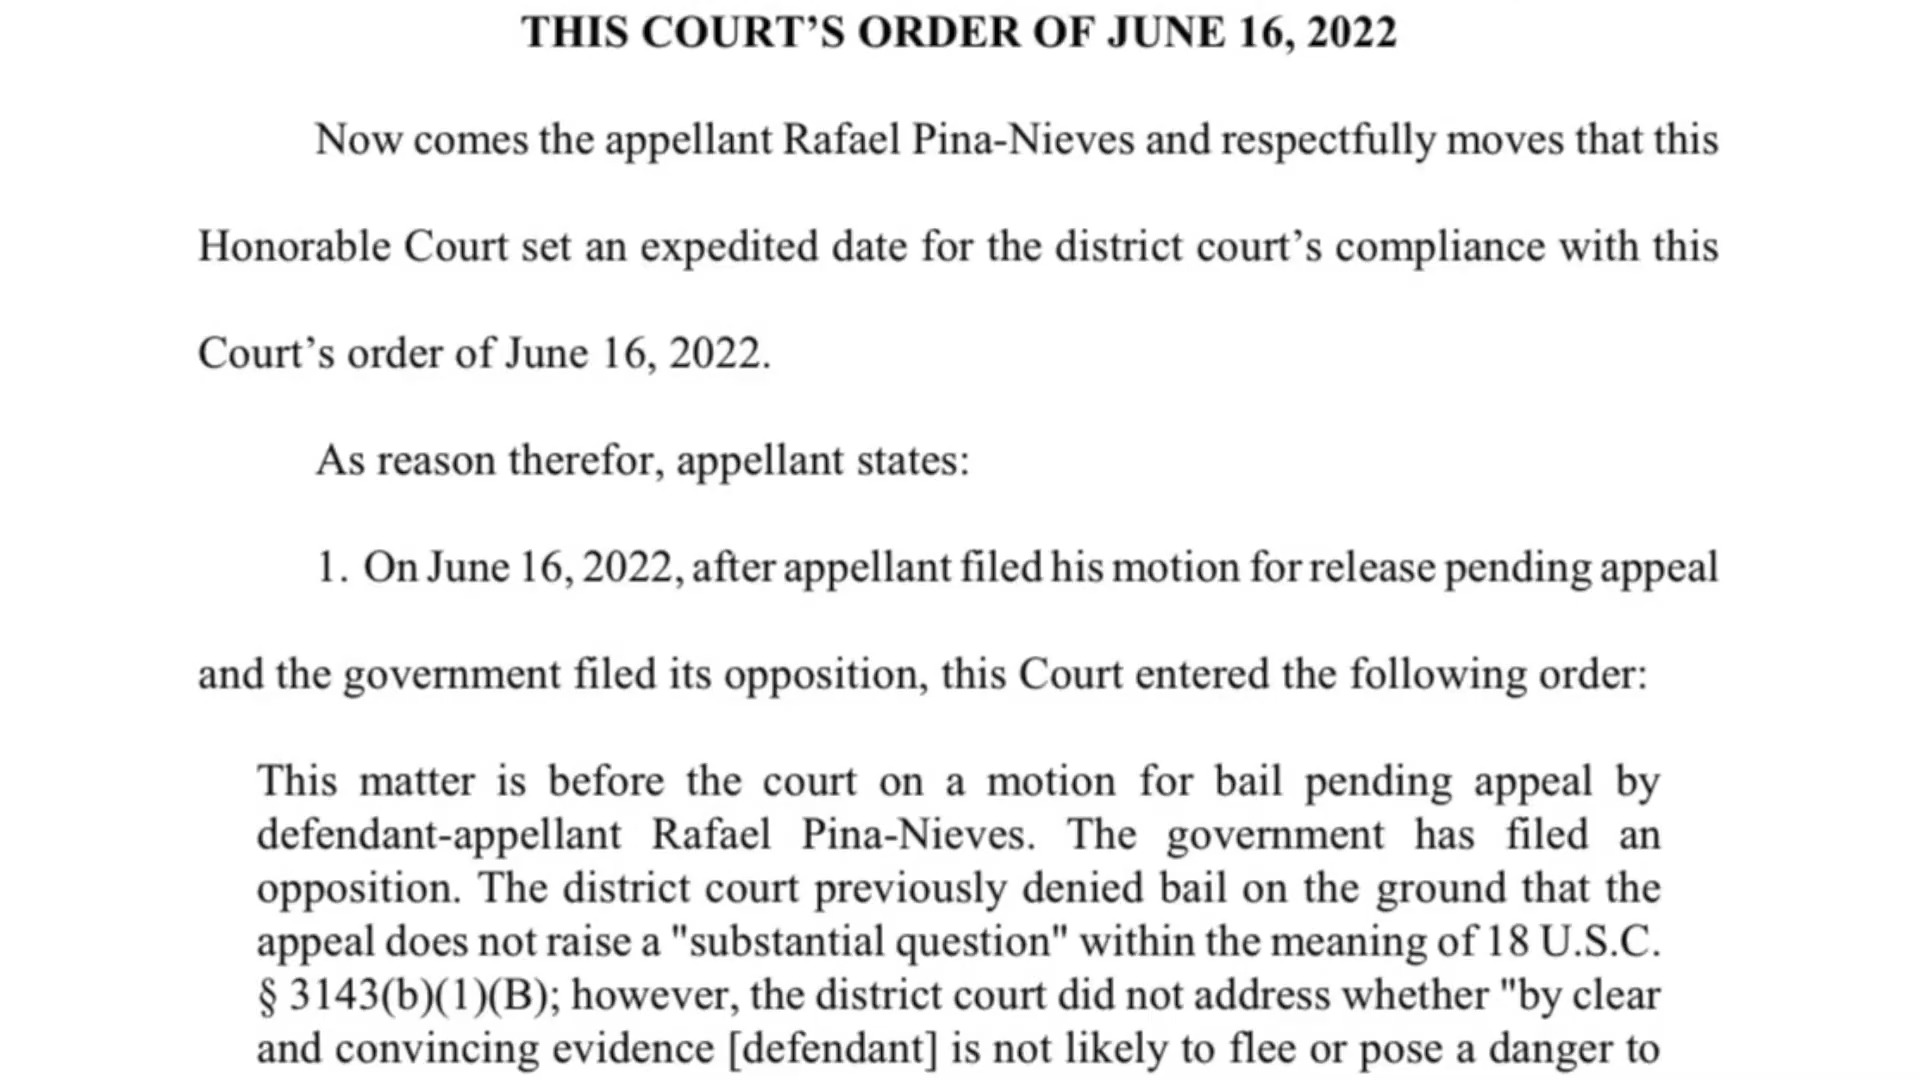 THIS COURT’S ORDER OF JUNE 16, 2022
Now comes the appellant Rafael Pina-Nieves and respectfully moves that this
Honorable Court set an expedited date for the district court’s compliance with this
Court’s order of June 16, 2022.
As reason therefor, appellant states:
1. On June 16, 2022, after appellant filed his motion for release pending appeal
and the government filed its opposition, this Court entered the following order:
This matter is before the court on a motion for bail pending appeal by
defendant-appellant Rafael Pina-Nieves. The government has filed an
opposition. The district court previously denied bail on the ground that the
appeal does not raise a "substantial question" within the meaning of 18 U.S.C.
§ 3143(b)(1)(B); however, the district court did not address whether "by clear
and convincing evidence [defendant] is not likely to flee or pose a danger to